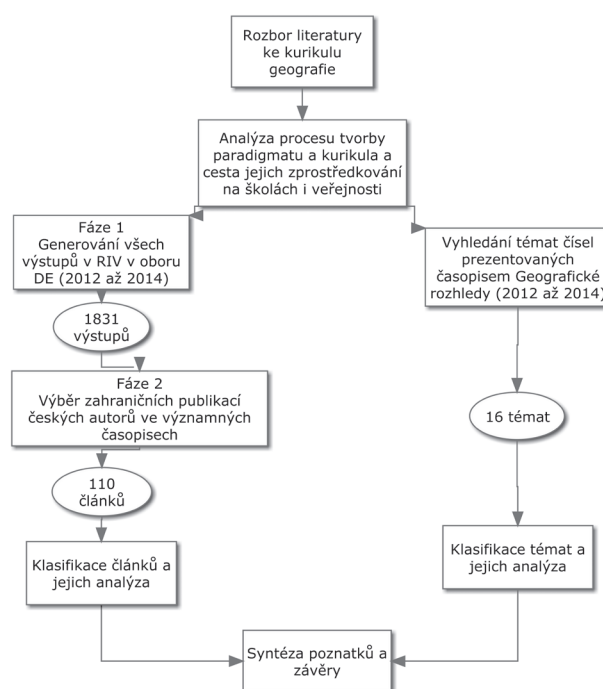 Rozbor literatury
ke kurikulu
geografie
Analýza procesu tvorby
paradigmatu a kurikula a
cesta jejich zprostředkování
na školách i veřejnosti
Fáze 1
Generování všech
výstupů v RIV v oboru
DE (2012 až 2014)
1831
výstupů
Fáze 2
Výběr zahraničních publikací
českých autorů ve významných
časopisech
110
článků
Klasifikace článků a
jejich analýza
Vyhledání témat čísel
prezentovaných
časopisem Geografické
rozhledy (2012 až 2014)
16 témat
Klasifikace témat a
jejich analýza
Syntéza poznatků a
závěry